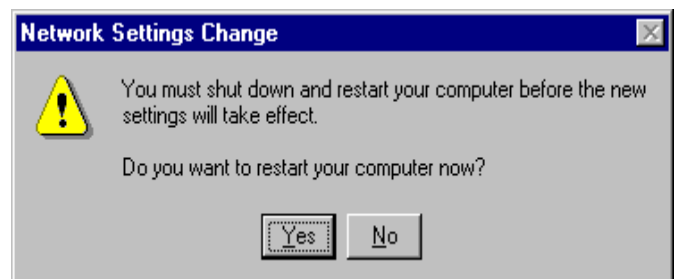 Network Settings Change
You must shut down and restart your computer before the new
settings will take effect.
Do you want to restart your computer now?
Yes No